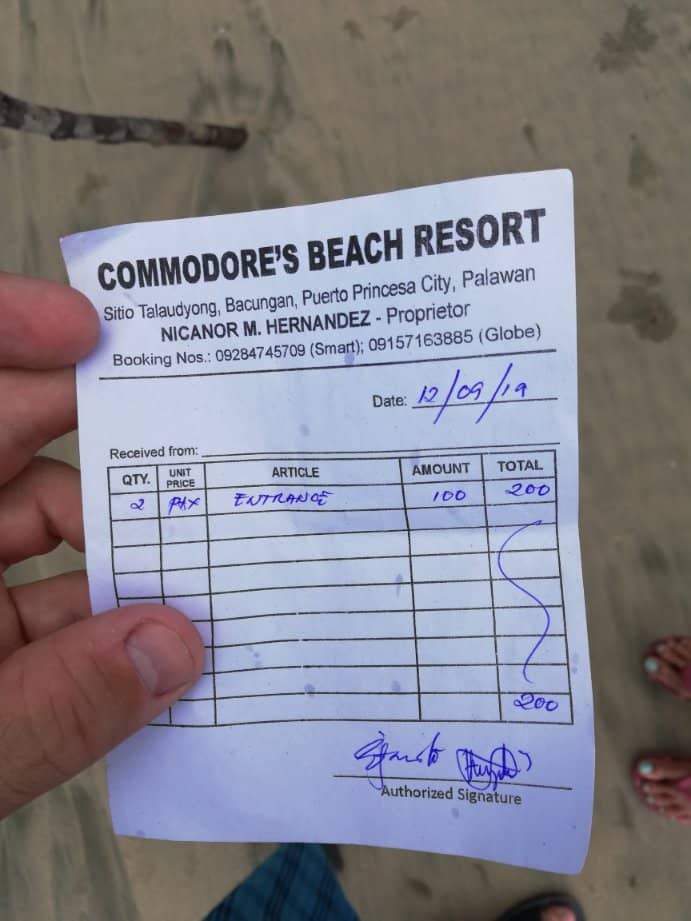 COMMODORE'S BEACH RESORT
Sitio Talaudyong, Bacungan, Puerto Princesa City, Palawan
NICANOR M. HERNANDEZ - Proprietor
Booking Nos.: 09284745709 (Smart); 09157163885 (Globe)
Date: 12/09/19
Received from:
QTY. UNIT PRICE ARTICLE AMOUNT TOTAL
2 PAX ENTRANCE 100 200
200
Authorized Signature